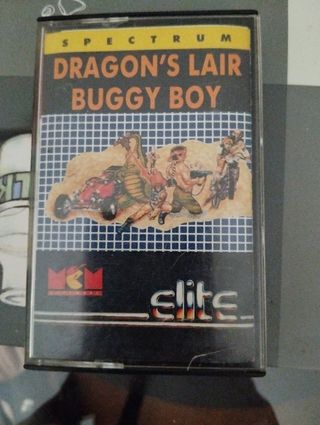 SPECTRUM
DRAGON'S LAIR
BUGGY BOY
MCM
elite